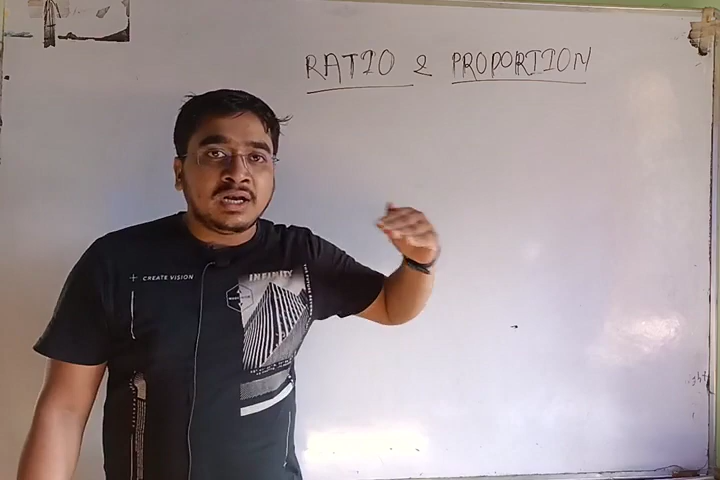 RATIO & PROPORTION
+ CREATE VISION
INFINITY